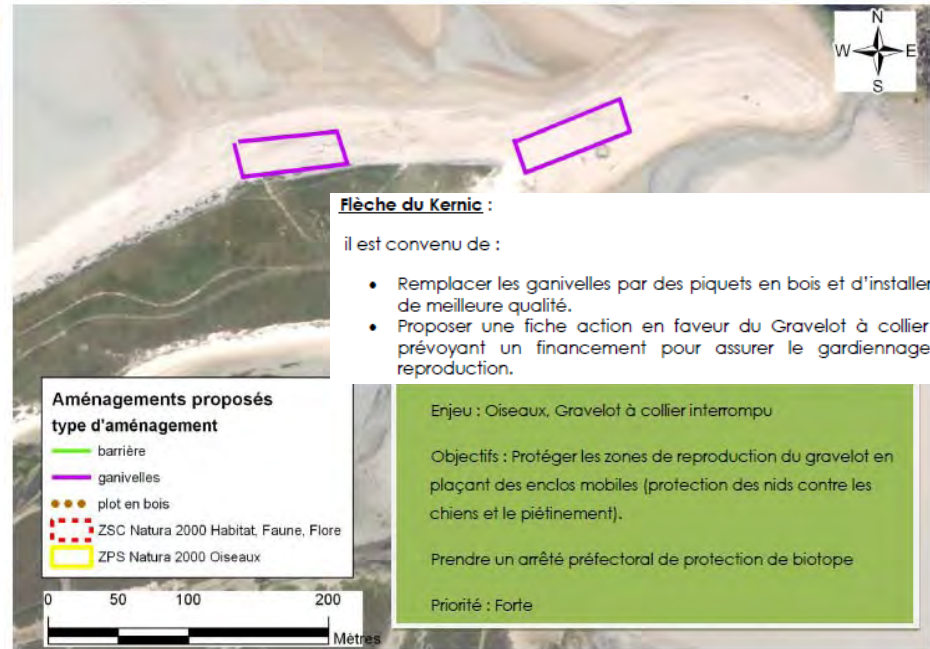 N
W E
S
Flèche du Kernic :
il est convenu de :
• Remplacer les ganivelles par des piquets en bois et d'installer
de meilleure qualité.
• Proposer une fiche action en faveur du Gravelot à collier
prévoyant un financement pour assurer le gardiennage
reproduction.
Aménagements proposés
type d'aménagement
barrière
ganivelles
plot en bois
ZSC Natura 2000 Habitat, Faune, Flore
ZPS Natura 2000 Oiseaux
0 50 100 200
Mètres
Enjeu : Oiseaux, Gravelot à collier interrompu
Objectifs : Protéger les zones de reproduction du gravelot en
plaçant des enclos mobiles (protection des nids contre les
chiens et le piétinement).
Prendre un arrêté préfectoral de protection de biotope
Priorité : Forte